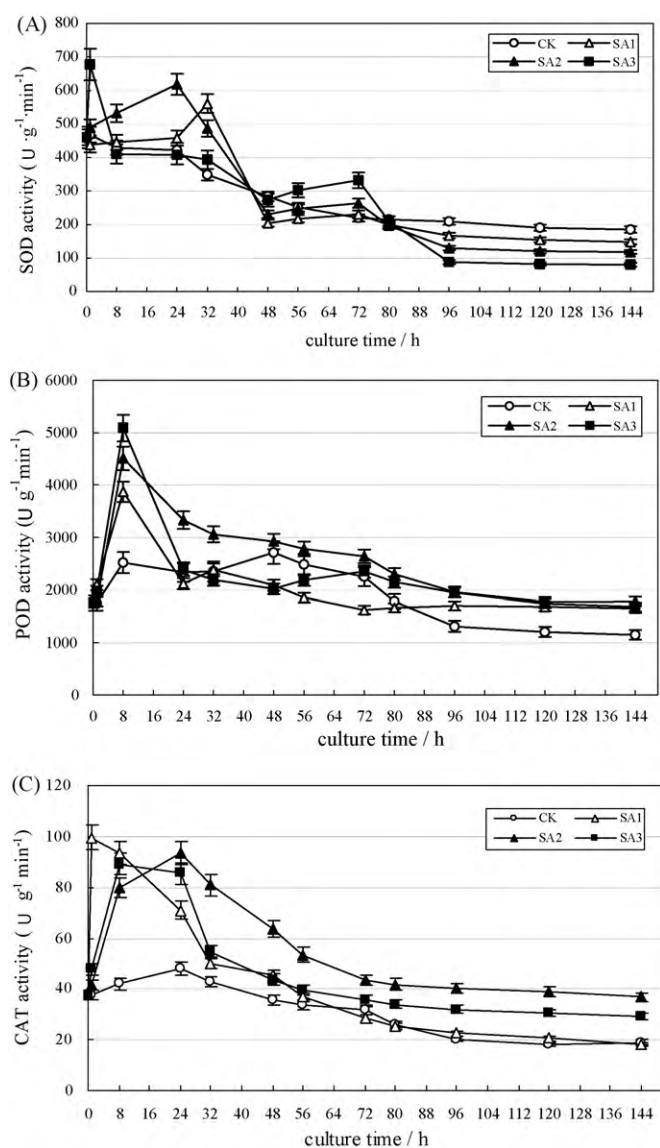 (A)
800
700
600
500
400
300
200
100
0
SOD activity ( U ·g⁻¹·min⁻¹)
CK SA1
SA2 SA3
0 8 16 24 32 40 48 56 64 72 80 88 96 104 112 120 128 136 144
culture time / h
(B)
6000
5000
4000
3000
2000
1000
0
POD activity (U g⁻¹min⁻¹)
CK SA1
SA2 SA3
0 8 16 24 32 40 48 56 64 72 80 88 96 104 112 120 128 136 144
culture time / h
(C)
120
100
80
60
40
20
0
CAT activity ( U g¹ min⁻¹)
CK SA1
SA2 SA3
0 8 16 24 32 40 48 56 64 72 80 88 96 104 112 120 128 136 144
culture time / h